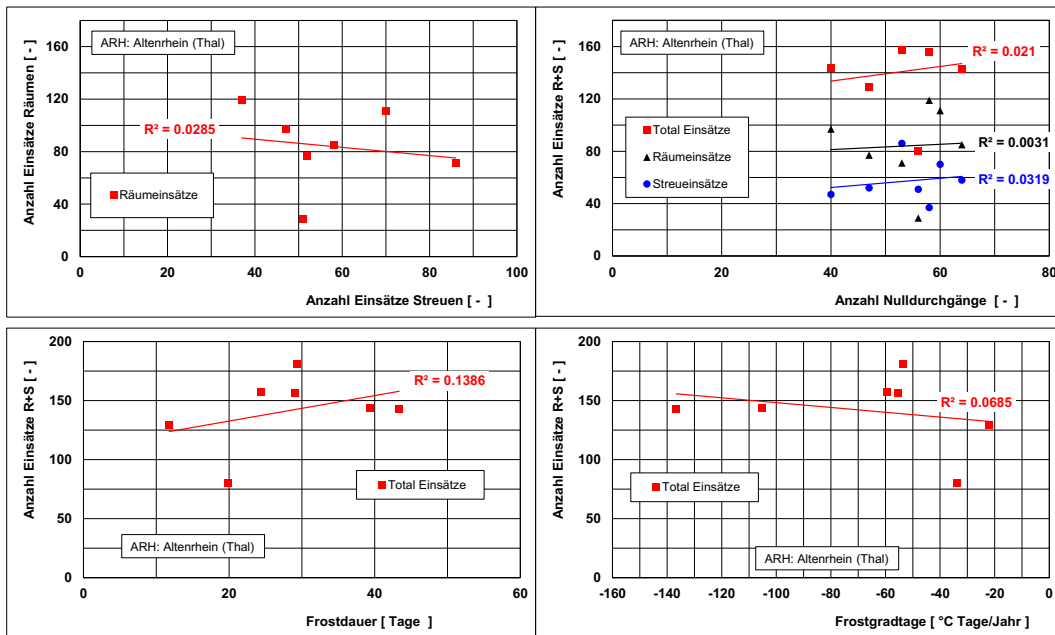 ARH: Altenrhein (Thal)
Anzahl Einsätze Räumen [ - ]
160
120
80
40
0
R² = 0.0285
Räumeinsätze
0 20 40 60 80 100
Anzahl Einsätze Streuen [ - ]
ARH: Altenrhein (Thal)
Anzahl Einsätze R+S [ - ]
160
120
80
40
0
R² = 0.021
Total Einsätze
Räumeinsätze
Streueinsätze
R² = 0.0031
R² = 0.0319
0 20 40 60 80
Anzahl Nulldurchgänge [ - ]
Anzahl Einsätze R+S [ - ]
200
150
100
50
0
R² = 0.1386
Total Einsätze
ARH: Altenrhein (Thal)
0 20 40 60
Frostdauer [ Tage ]
Anzahl Einsätze R+S [ - ]
200
150
100
50
0
R² = 0.0685
Total Einsätze
ARH: Altenrhein (Thal)
-160 -140 -120 -100 -80 -60 -40 -20 0
Frostgradtage [ °C Tage/Jahr ]